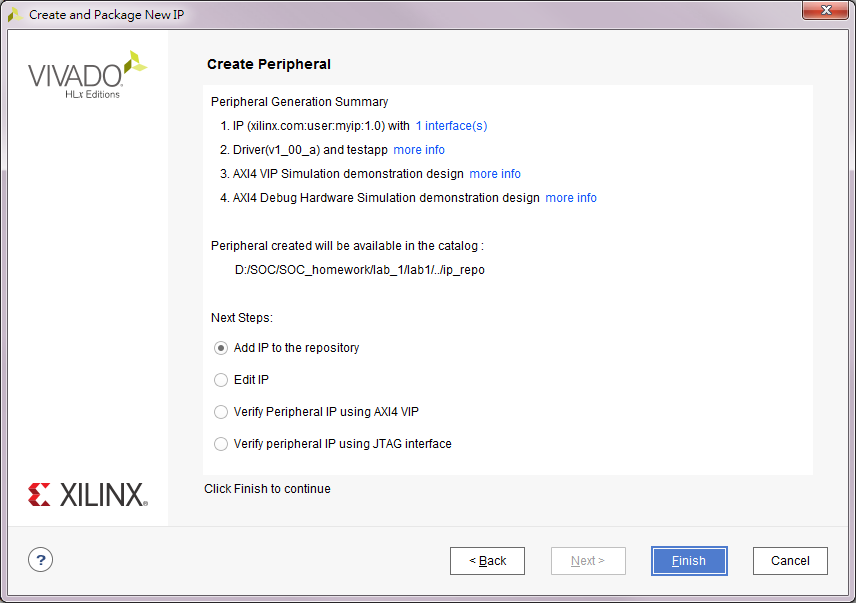 Create and Package New IP
VIVADO
HLx Editions
Create Peripheral
Peripheral Generation Summary
1. IP (xilinx.com:user:myip:1.0) with 1 interface(s)
2. Driver(v1_00_a) and testapp more info
3. AXI4 VIP Simulation demonstration design more info
4. AXI4 Debug Hardware Simulation demonstration design more info
Peripheral created will be available in the catalog :
D:/SOC/SOC_homework/lab_1/lab1/../ip_repo
Next Steps:
Add IP to the repository
Edit IP
Verify Peripheral IP using AXI4 VIP
Verify peripheral IP using JTAG interface
XILINX
Click Finish to continue
?
< Back
Next >
Finish
Cancel